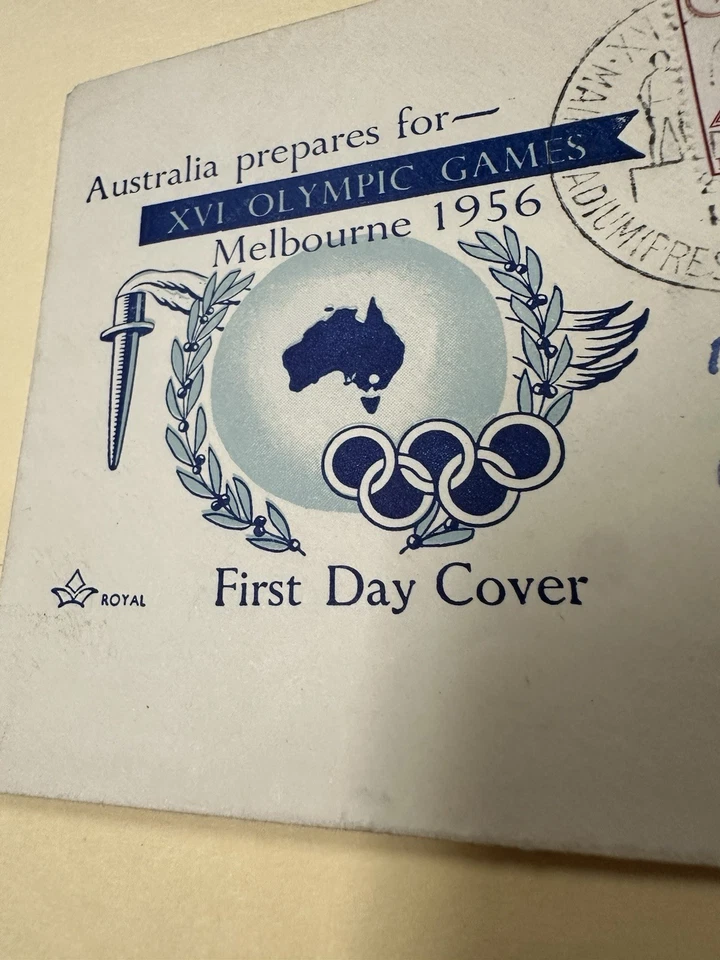 Australia prepares for—
XVI OLYMPIC GAMES
Melbourne 1956
First Day Cover
ROYAL